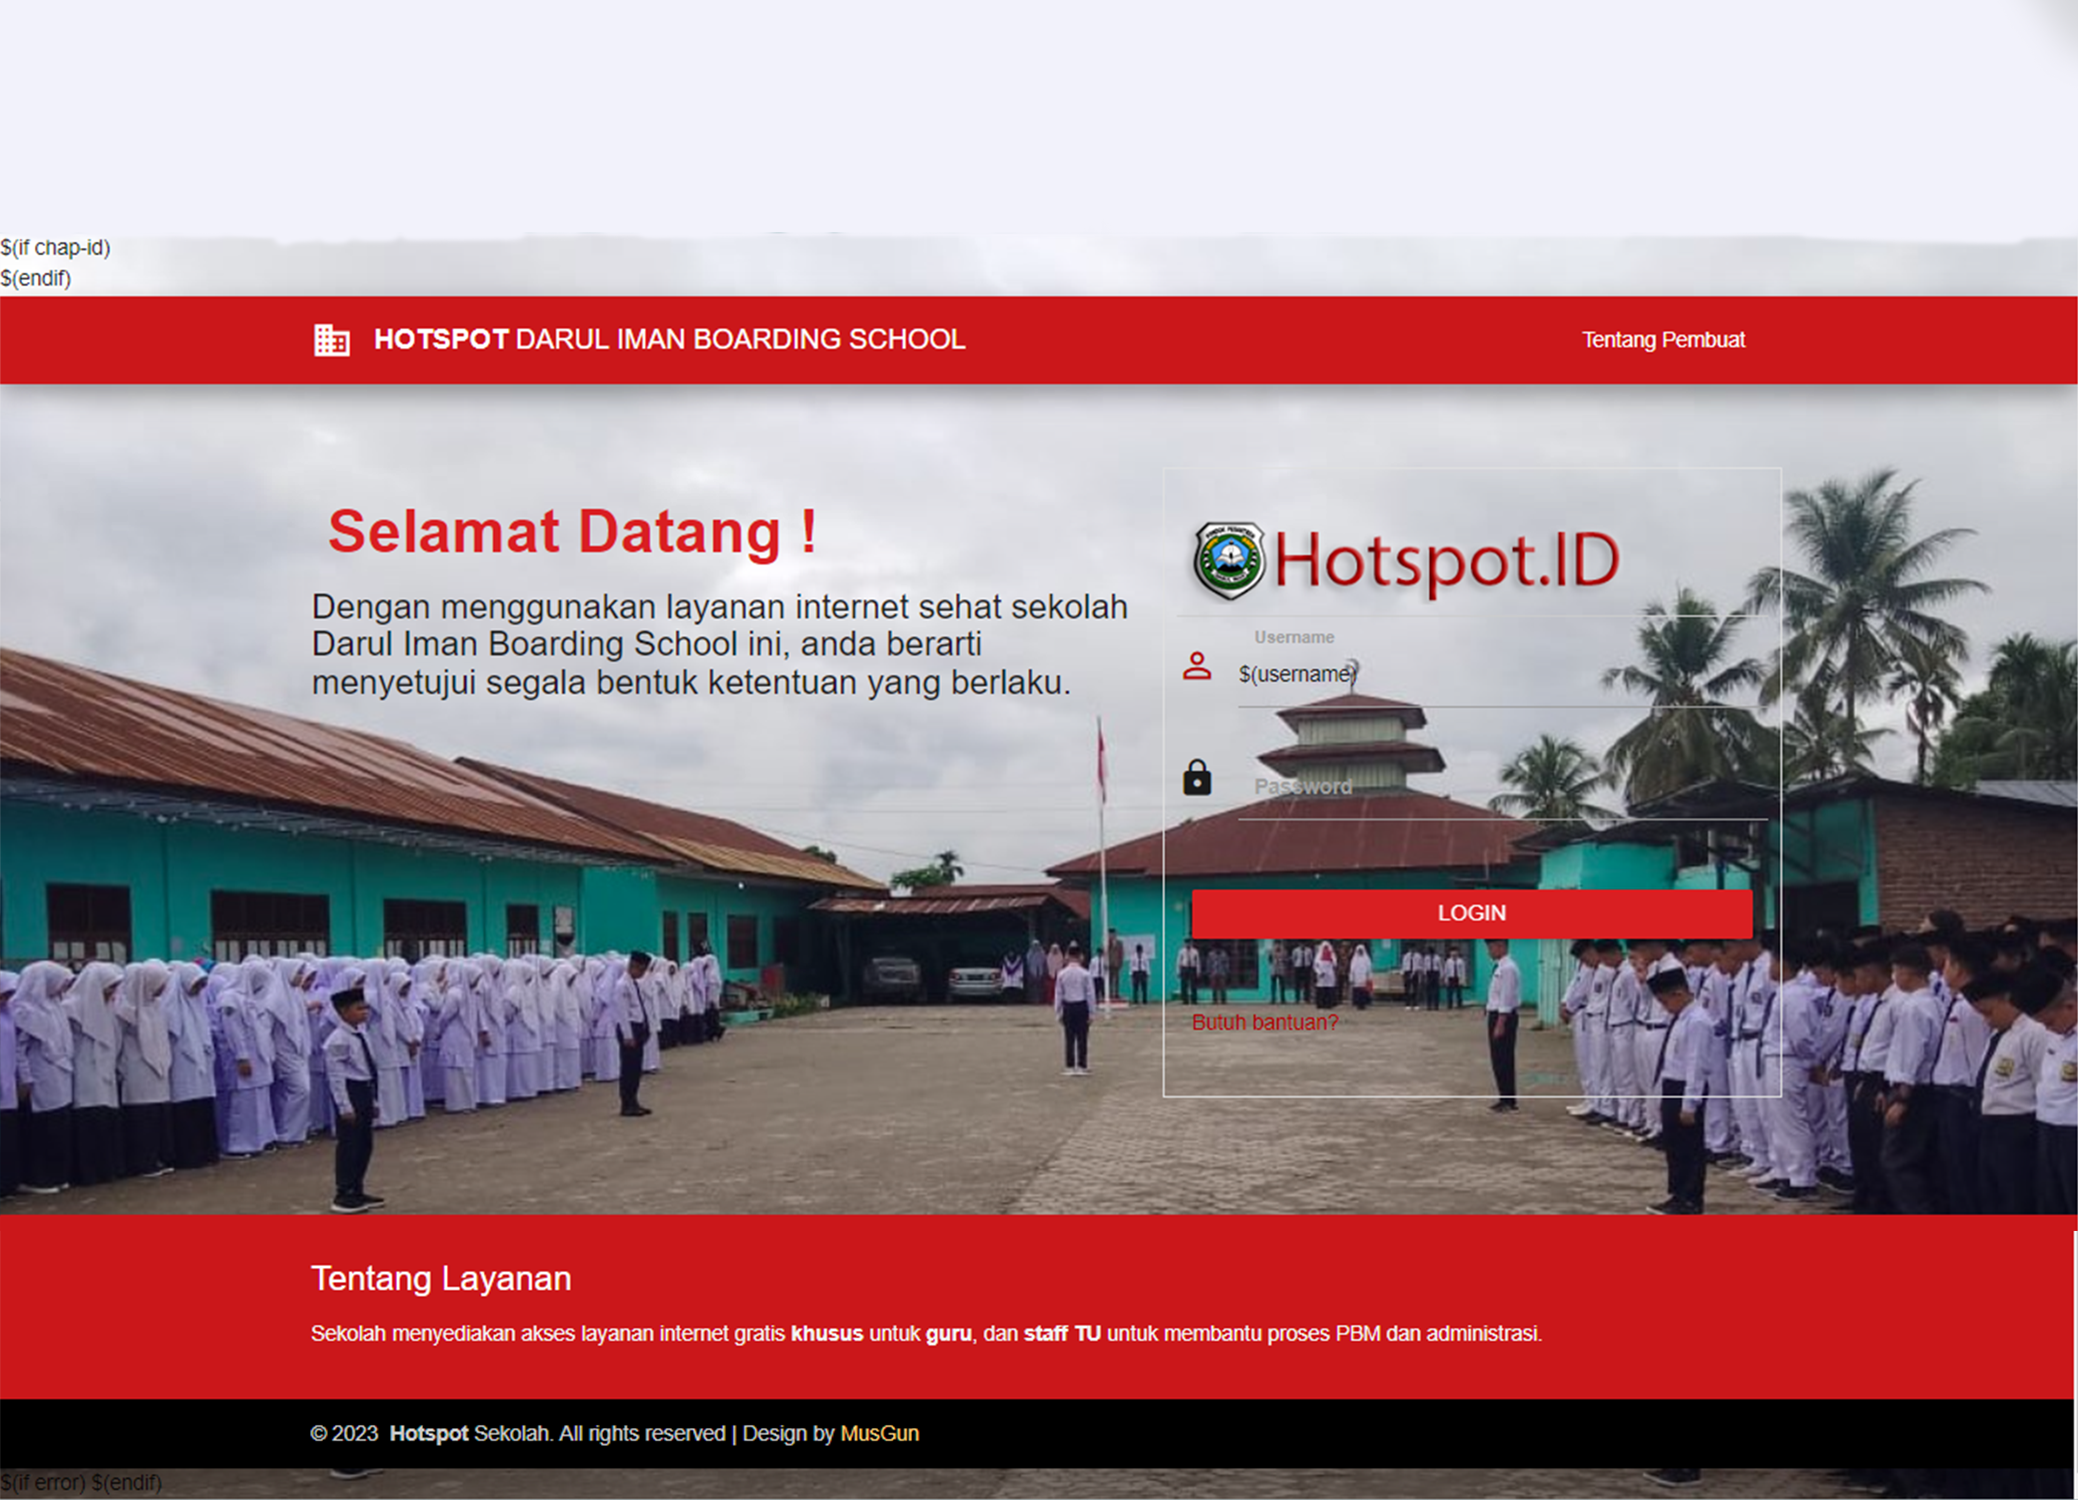 $(if chap-id)
$(endif)
HOTSPOT DARUL IMAN BOARDING SCHOOL
Tentang Pembuat
Selamat Datang !
Dengan menggunakan layanan internet sehat sekolah
Darul Iman Boarding School ini, anda berarti
menyetujui segala bentuk ketentuan yang berlaku.
Hotspot.ID
Username
$(username)
Password
LOGIN
Butuh bantuan?
Tentang Layanan
Sekolah menyediakan akses layanan internet gratis khusus untuk guru, dan staff TU untuk membantu proses PBM dan administrasi.
© 2023 Hotspot Sekolah. All rights reserved | Design by MusGun
$(if error) $(endif)